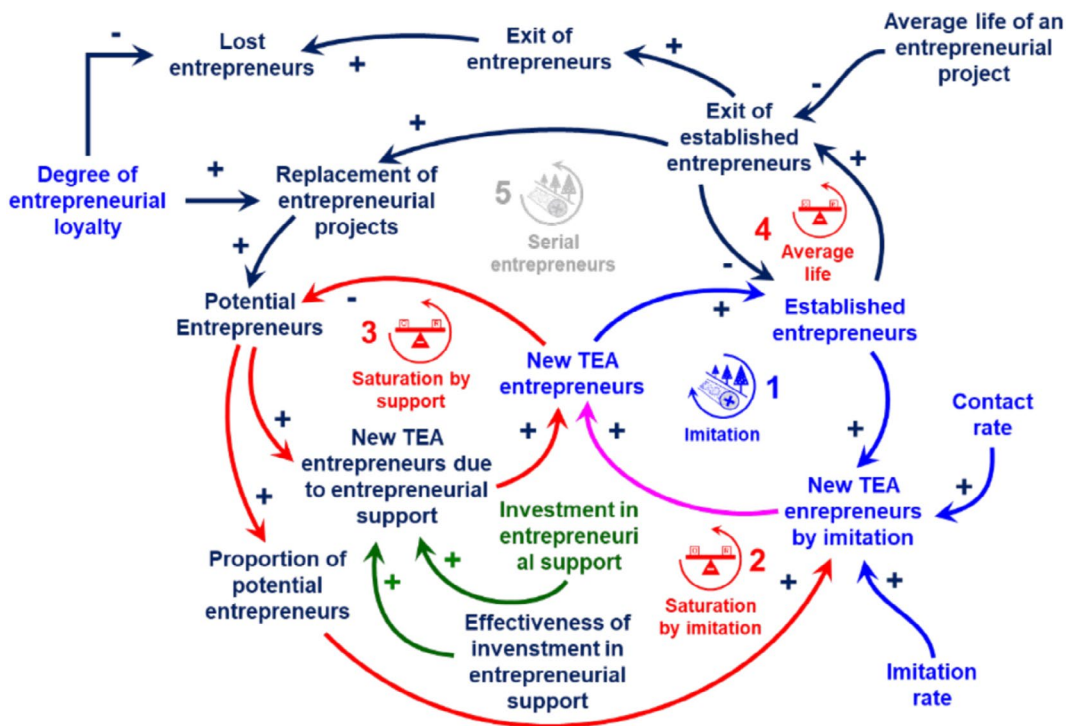 Average life of an
entrepreneurial
project
-
Lost
entrepreneurs
+
Exit of
entrepreneurs
+
-
Exit of
established
entrepreneurs
+
+
Degree of
entrepreneurial
loyalty
+
Replacement of
entrepreneurial
projects
5
Serial
entrepreneurs
4
Average
life
+
-
Potential
Entrepreneurs
-
3
Saturation by
support
+
Established
entrepreneurs
New TEA
entrepreneurs
1
Imitation
+
+
+
+
Contact
rate
New TEA
entrepreneurs due
to entrepreneurial
support
+
New TEA
enrepreneurs
by imitation
+
Investment in
entrepreneuri
al support
+
+
2
Saturation
by imitation
+
+
Proportion of
potential
entrepreneurs
Effectiveness of
invenstment in
entrepreneurial
support
Imitation
rate